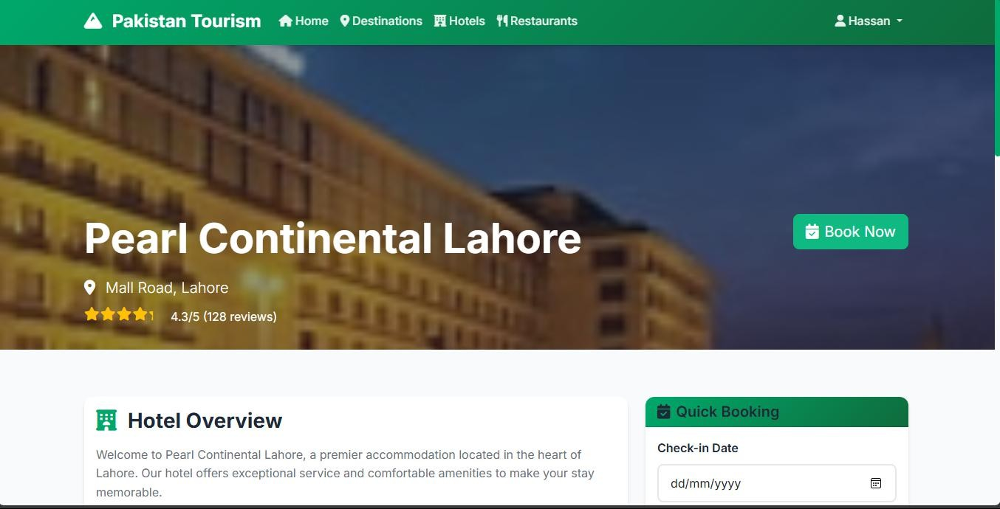 Pakistan Tourism Home Destinations Hotels Restaurants Hassan
Pearl Continental Lahore
Book Now
Mall Road, Lahore
4.3/5 (128 reviews)
Hotel Overview
Welcome to Pearl Continental Lahore, a premier accommodation located in the heart of
Lahore. Our hotel offers exceptional service and comfortable amenities to make your stay
memorable.
Quick Booking
Check-in Date
dd/mm/yyyy